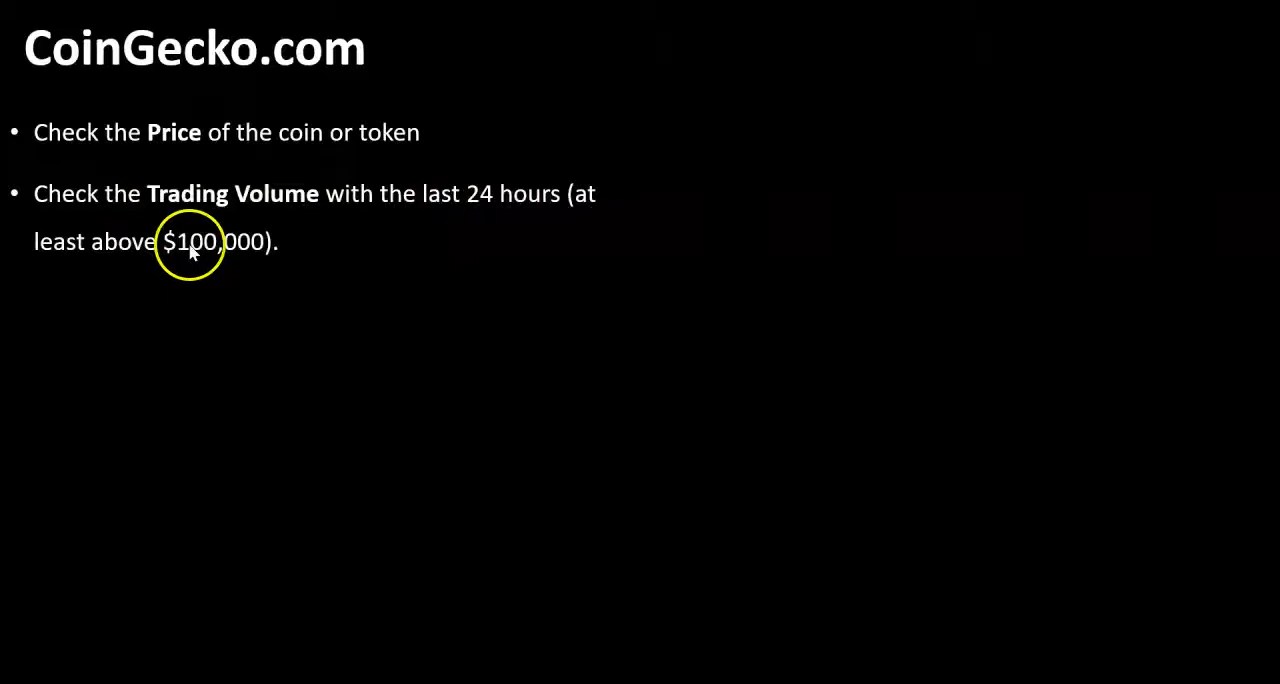 CoinGecko.com
• Check the Price of the coin or token
• Check the Trading Volume with the last 24 hours (at
least above $100,000).